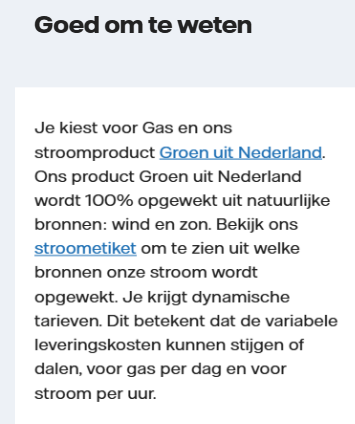 Goed om te weten
Je kiest voor Gas en ons
stroomproduct Groen uit Nederland.
Ons product Groen uit Nederland
wordt 100% opgewekt uit natuurlijke
bronnen: wind en zon. Bekijk ons
stroometiket om te zien uit welke
bronnen onze stroom wordt
opgewekt. Je krijgt dynamische
tarieven. Dit betekent dat de variabele
leveringskosten kunnen stijgen of
dalen, voor gas per dag en voor
stroom per uur.